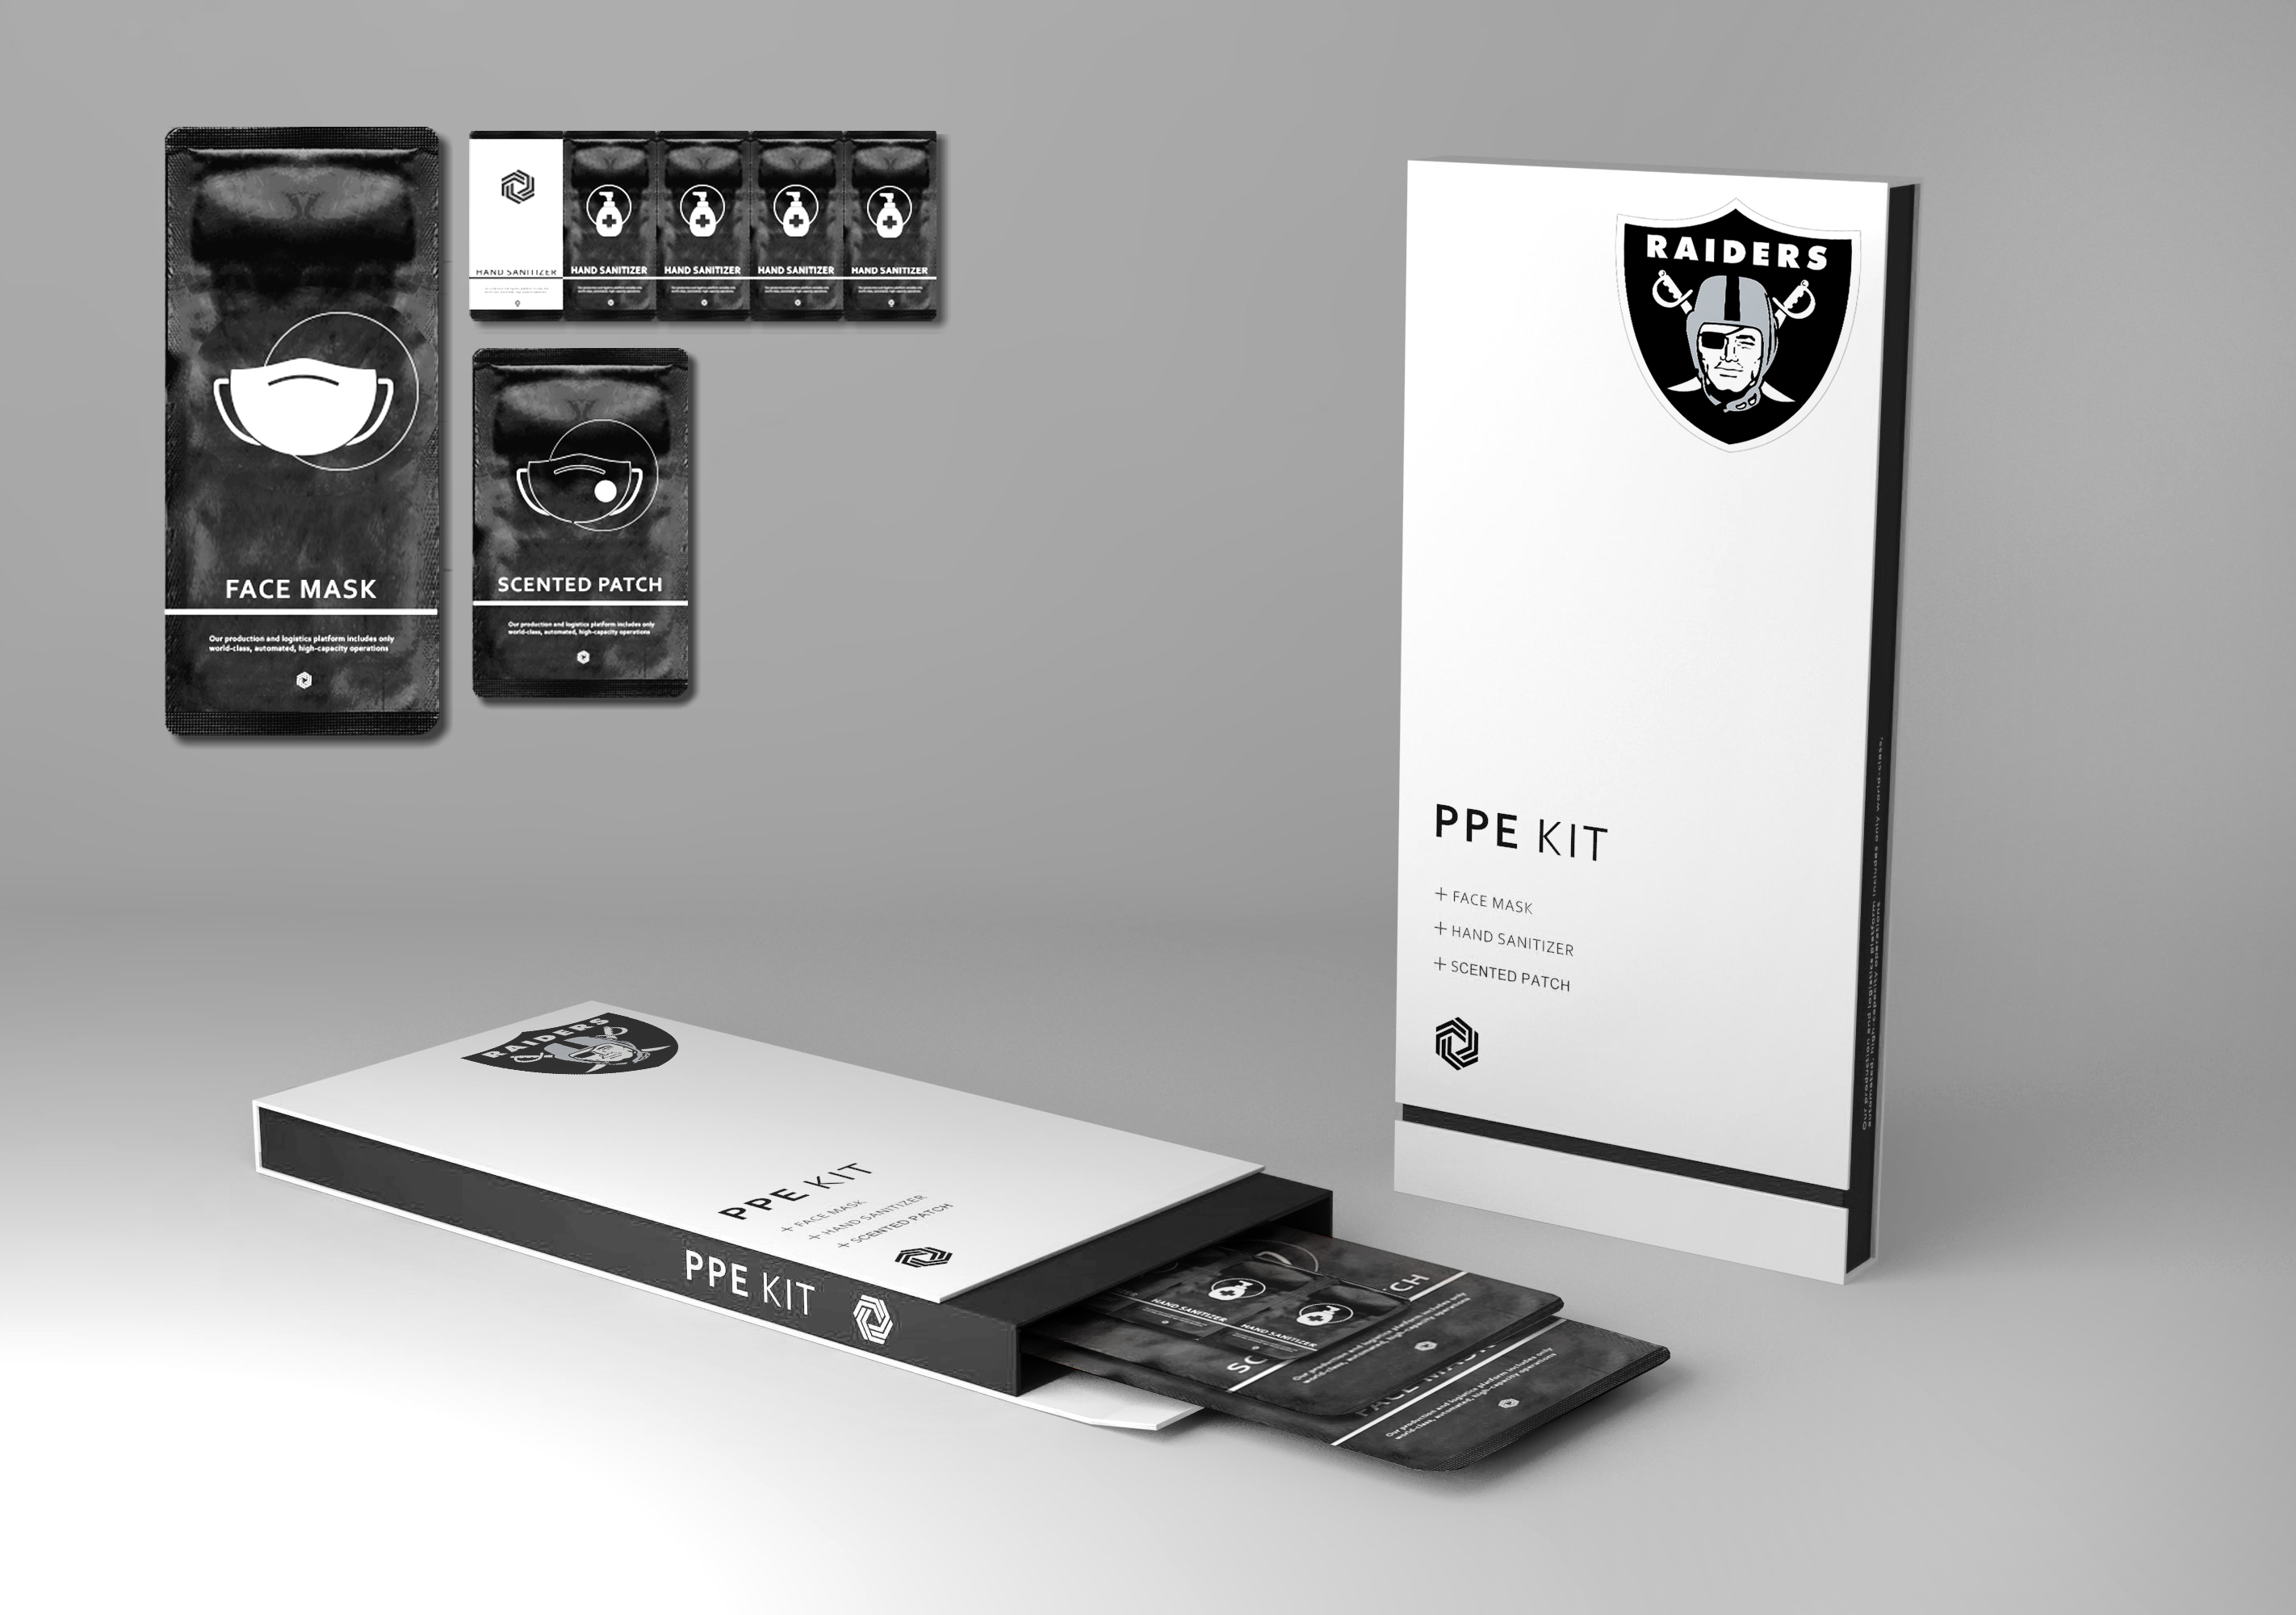 FACE MASK
Our production and logistics platform includes only
world-class, automated, high-capacity operations
HAND SANITIZER
HAND SANITIZER
HAND SANITIZER
HAND SANITIZER
HAND SANITIZER
SCENTED PATCH
Our production and logistics platform includes only
world-class, automated, high-capacity operations
RAIDERS
PPE KIT
+ FACE MASK
+ HAND SANITIZER
+ SCENTED PATCH
Our production and logistics platform includes only world-class,
automated, high-capacity operations
RAIDERS
PPE KIT
+ FACE MASK
+ HAND SANITIZER
+ SCENTED PATCH
PPE KIT
HAND SANITIZER
HAND SANITIZER
SC
CH
Our production and logistics platform includes only
world-class, automated, high-capacity operations
FACE MASK
Our production and logistics platform includes only
world-class, automated, high-capacity operations